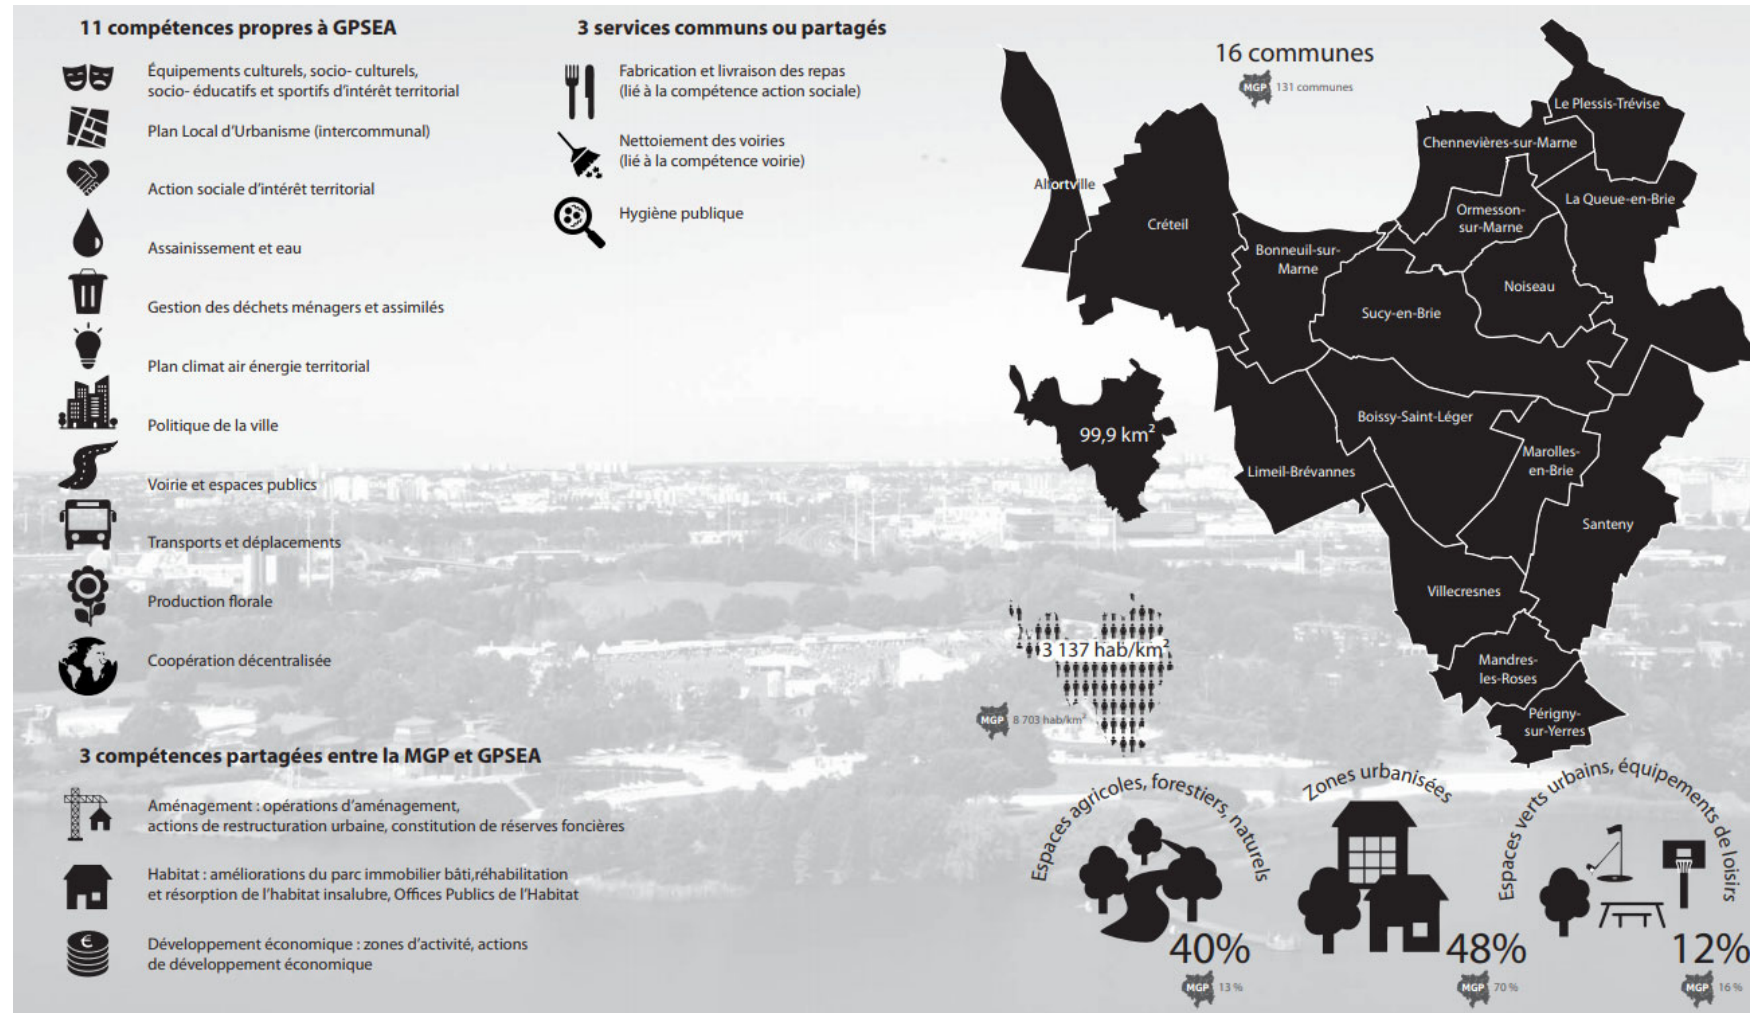 11 compétences propres à GPSEA
Équipements culturels, socio- culturels,
socio- éducatifs et sportifs d'intérêt territorial
Plan Local d'Urbanisme (intercommunal)
Action sociale d'intérêt territorial
Assainissement et eau
Gestion des déchets ménagers et assimilés
Plan climat air énergie territorial
Politique de la ville
Voirie et espaces publics
Transports et déplacements
Production florale
Coopération décentralisée
3 compétences partagées entre la MGP et GPSEA
Aménagement : opérations d'aménagement,
actions de restructuration urbaine, constitution de réserves foncières
Habitat : améliorations du parc immobilier bâti,réhabilitation
et résorption de l'habitat insalubre, Offices Publics de l'Habitat
€
Développement économique : zones d'activité, actions
de développement économique
3 services communs ou partagés
Fabrication et livraison des repas
(lié à la compétence action sociale)
Nettoiement des voiries
(lié à la compétence voirie)
Hygiène publique
16 communes
MGP 131 communes
Le Plessis-Trévise
Chennevières-sur-Marne
Alfortville
La Queue-en-Brie
Créteil
Ormesson-
sur-Marne
Bonneuil-sur-
Marne
Noiseau
Sucy-en-Brie
Boissy-Saint-Léger
Marolles-
en-Brie
Limeil-Brévannes
Santeny
Villecresnes
Mandres-
les-Roses
Périgny-
sur-Yerres
99,9 km²
3 137 hab/km²
MGP 8 703 hab/km²
Espaces agricoles, forestiers, naturels
40%
MGP 13 %
Zones urbanisées
48%
MGP 70 %
Espaces verts urbains, équipements de loisirs
12%
MGP 16 %